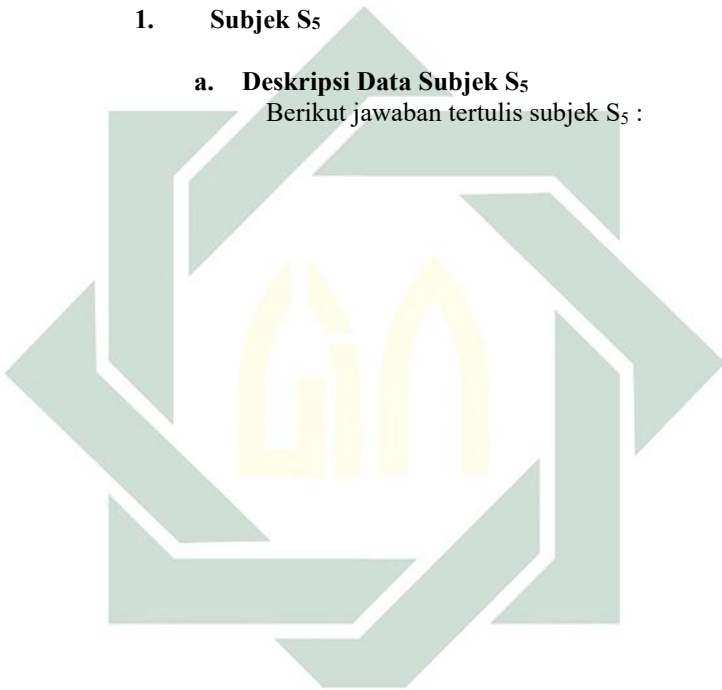 1. Subjek S₅
a. Deskripsi Data Subjek S₅
Berikut jawaban tertulis subjek S₅ :